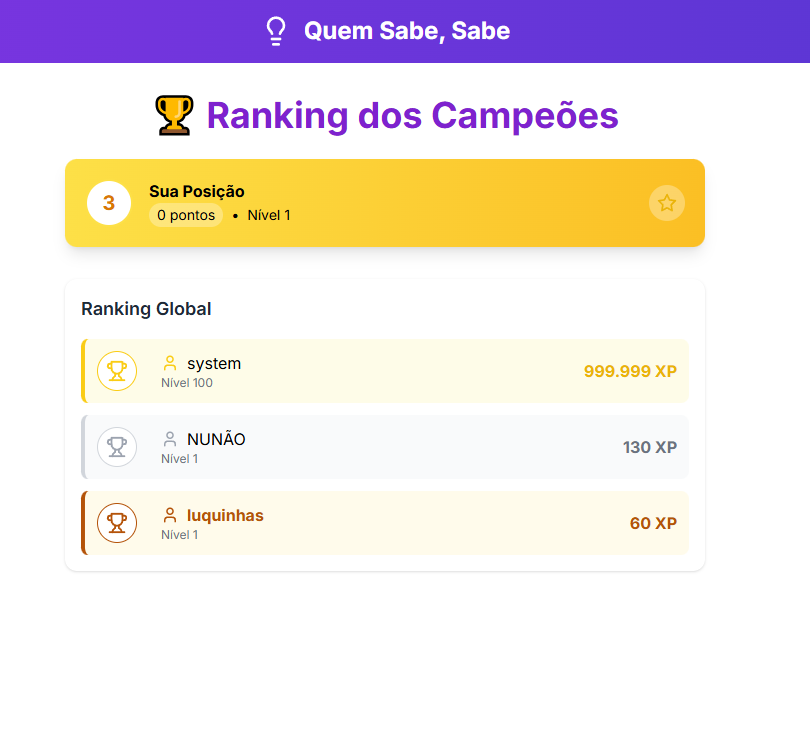 Quem Sabe, Sabe
Ranking dos Campeões
3
Sua Posição
0 pontos • Nível 1
Ranking Global
system
Nível 100
999.999 XP
NUNÃO
Nível 1
130 XP
luquinhas
Nível 1
60 XP